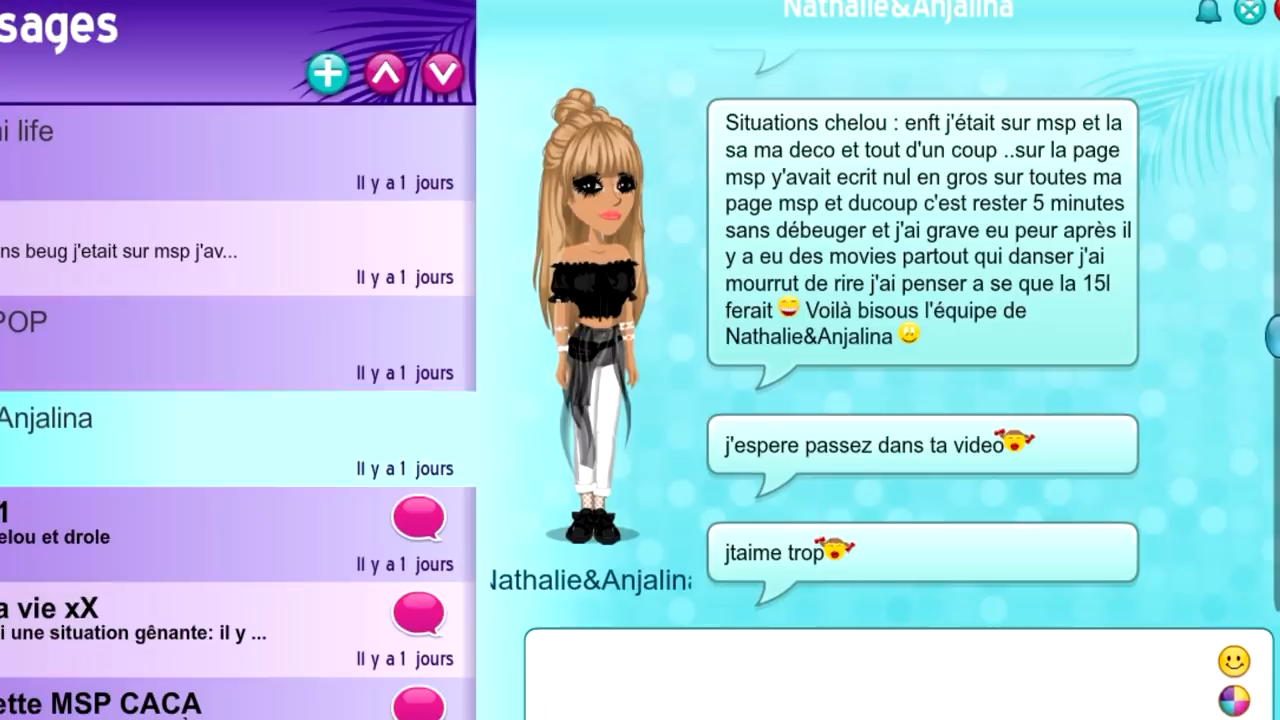 sages
i life
Il y a 1 jours
ns beug j'etait sur msp j'av...
Il y a 1 jours
POP
Il y a 1 jours
Anjalina
Il y a 1 jours
1
elou et drole
Il y a 1 jours
a vie xX
i une situation gênante: il y ...
Il y a 1 jours
ette MSP CACA
Nathalie&Anjalina
Situations chelou : enft j'était sur msp et la
sa ma deco et tout d'un coup ..sur la page
msp y'avait ecrit nul en gros sur toutes ma
page msp et ducoup c'est rester 5 minutes
sans débeuger et j'ai grave eu peur après il
y a eu des movies partout qui danser j'ai
mourrut de rire j'ai penser a se que la 15l
ferait 😄 Voilà bisous l'équipe de
Nathalie&Anjalina 🙂
j'espere passez dans ta video
jtaime trop
Nathalie&Anjalina